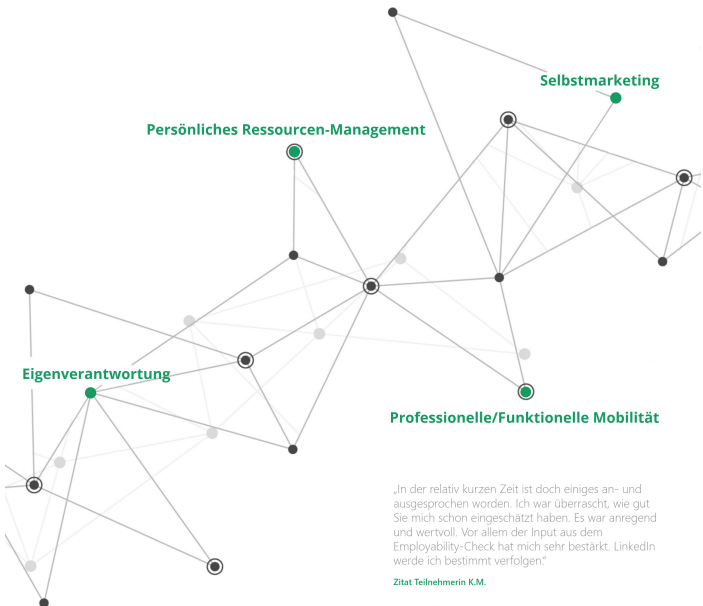 Selbstmarketing
Persönliches Ressourcen-Management
Eigenverantwortung
Professionelle/Funktionelle Mobilität
„In der relativ kurzen Zeit ist doch einiges an- und
ausgesprochen worden. Ich war überrascht, wie gut
Sie mich schon eingeschätzt haben. Es war anregend
und wertvoll. Vor allem der Input aus dem
Employability-Check hat mich sehr bestärkt. LinkedIn
werde ich bestimmt verfolgen.“
Zitat Teilnehmerin K.M.